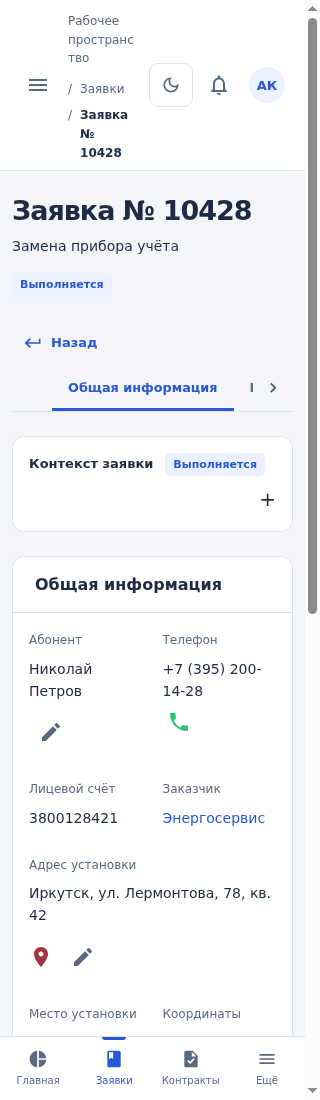 Рабочее
пространс
тво
/ Заявки
/ Заявка
№
10428
АК
Заявка № 10428
Замена прибора учёта
Выполняется
Назад
Общая информация
Контекст заявки Выполняется
+
Общая информация
Абонент Телефон
Николай +7 (395) 200-
Петров 14-28
Лицевой счёт Заказчик
3800128421 Энергосервис
Адрес установки
Иркутск, ул. Лермонтова, 78, кв.
42
Место установки Координаты
Главная Заявки Контракты Ещё